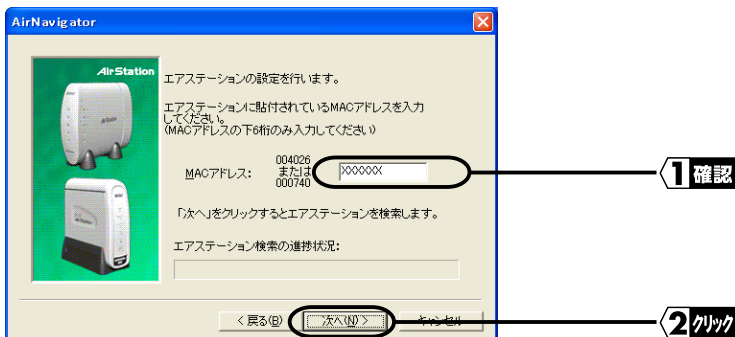 AirNavigator
AirStation
エアステーションの設定を行います。
エアステーションに貼付されているMACアドレスを入力
してください。
(MACアドレスの下6桁のみ入力してください)
MACアドレス:
004026
または
000740
XXXXXX
1 確認
「次へ」をクリックするとエアステーションを検索します。
エアステーション検索の進捗状況:
< 戻る(B)
次へ(N) >
キャンセル
2 クリック